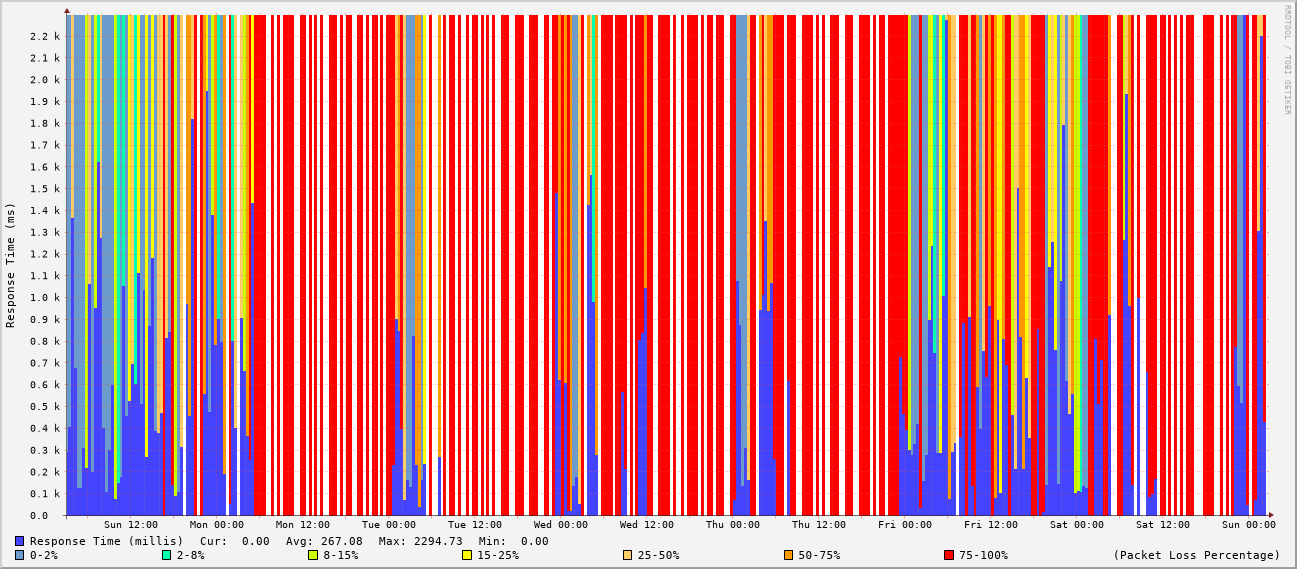 RRDTOOL / TOBI OETIKER
Response Time (ms)
2.2 k
2.1 k
2.0 k
1.9 k
1.8 k
1.7 k
1.6 k
1.5 k
1.4 k
1.3 k
1.2 k
1.1 k
1.0 k
0.9 k
0.8 k
0.7 k
0.6 k
0.5 k
0.4 k
0.3 k
0.2 k
0.1 k
0.0
Sun 12:00 Mon 00:00 Mon 12:00 Tue 00:00 Tue 12:00 Wed 00:00 Wed 12:00 Thu 00:00 Thu 12:00 Fri 00:00 Fri 12:00 Sat 00:00 Sat 12:00 Sun 00:00
Response Time (millis) Cur: 0.00 Avg: 267.08 Max: 2294.73 Min: 0.00
0-2% 2-8% 8-15% 15-25% 25-50% 50-75% 75-100% (Packet Loss Percentage)